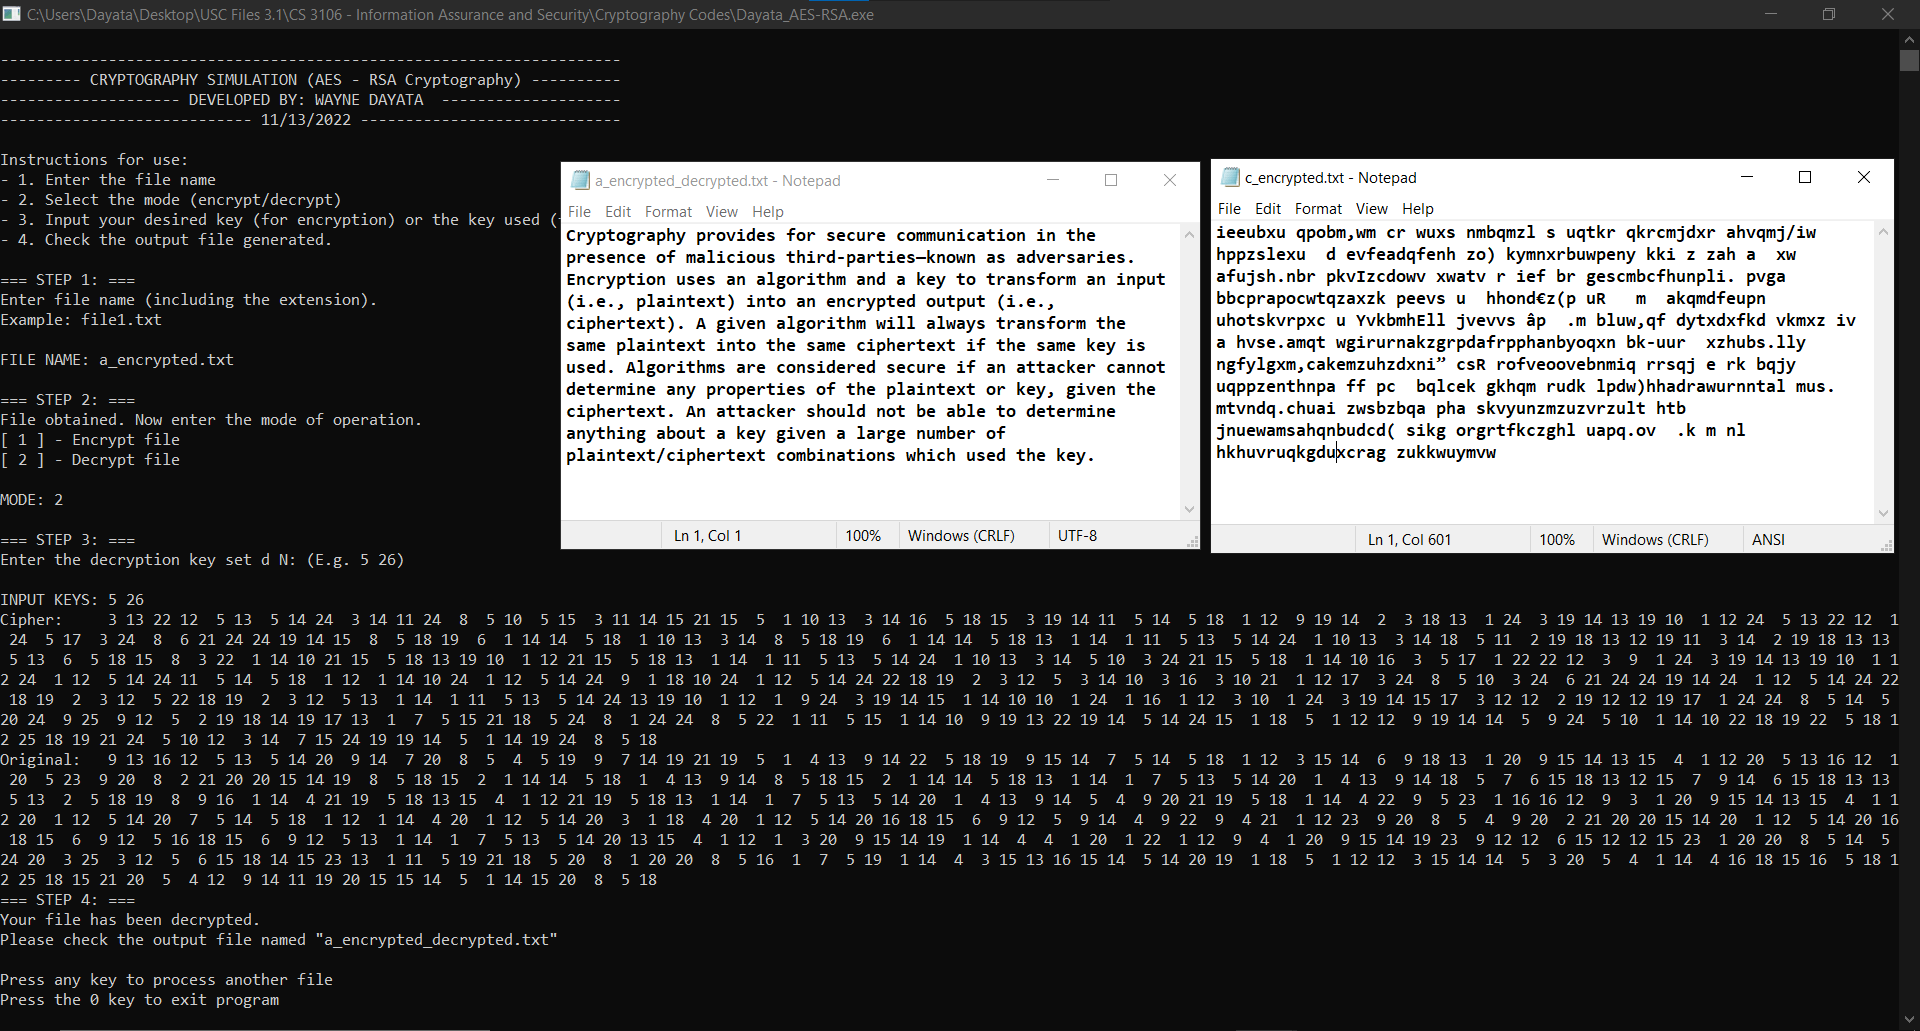 C:\Users\Dayata\Desktop\USC Files 3.1\CS 3106 - Information Assurance and Security\Cryptography Codes\Dayata_AES-RSA.exe
---------------------------------------------------------------------
--------- CRYPTOGRAPHY SIMULATION (AES - RSA Cryptography) ----------
-------------------- DEVELOPED BY: WAYNE DAYATA  --------------------
---------------------------- 11/13/2022 -----------------------------
Instructions for use:
- 1. Enter the file name
- 2. Select the mode (encrypt/decrypt)
- 3. Input your desired key (for encryption) or the key used (
- 4. Check the output file generated.
=== STEP 1: ===
Enter file name (including the extension).
Example: file1.txt
FILE NAME: a_encrypted.txt
=== STEP 2: ===
File obtained. Now enter the mode of operation.
[ 1 ] - Encrypt file
[ 2 ] - Decrypt file
MODE: 2
=== STEP 3: ===
Enter the decryption key set d N: (E.g. 5 26)
a_encrypted_decrypted.txt - Notepad
File Edit Format View Help
Cryptography provides for secure communication in the
presence of malicious third-parties—known as adversaries.
Encryption uses an algorithm and a key to transform an input
(i.e., plaintext) into an encrypted output (i.e.,
ciphertext). A given algorithm will always transform the
same plaintext into the same ciphertext if the same key is
used. Algorithms are considered secure if an attacker cannot
determine any properties of the plaintext or key, given the
ciphertext. An attacker should not be able to determine
anything about a key given a large number of
plaintext/ciphertext combinations which used the key.
Ln 1, Col 1 100% Windows (CRLF) UTF-8
c_encrypted.txt - Notepad
File Edit Format View Help
ieeubxu qpobm,wm cr wuxs nmbqmzl s uqtkr qkrcmjdxr ahvqmj/iw
hppzslexu  d evfeadqfenh zo) kymnxrbuwpeny kki z zah a  xw
afujsh.nbr pkvIzcdowv xwatv r ief br gescmbcfhunpli. pvga
bbcprapocwtqzaxzk peevs u  hhond€z(p uR   m  akqmdfeupn
uhotskvrpxc u YvkbmhEll jvevvs âp  .m bluw,qf dytxdxfkd vkmxz iv
a hvse.amqt wgirurnakzgrpdafrpphanbyoqxn bk-uur  xzhubs.lly
ngfylgxm,cakemzuhzdxni” csR rofveoovebnmiq rrsqj e rk bqjy
uqppzenthnpa ff pc  bqlcek gkhqm rudk lpdw)hhadrawurnntal mus.
mtvndq.chuai zwsbzbqa pha skvyunzmzuzvrzult htb
jnuewamsahqnbudcd( sikg orgrtfkczghl uapq.ov  .k m nl
hkhuvruqkgduxcrag zukkwuymvw
Ln 1, Col 601 100% Windows (CRLF) ANSI
INPUT KEYS: 5 26
Cipher:     3 13 22 12  5 13  5 14 24  3 14 11 24  8  5 10  5 15  3 11 14 15 21 15  5  1 10 13  3 14 16  5 18 15  3 19 14 11  5 14  5 18  1 12  9 19 14  2  3 18 13  1 24  3 19 14 13 19 10  1 12 24  5 13 22 12  1
 24  5 17  3 24  8  6 21 24 24 19 14 15  8  5 18 19  6  1 14 14  5 18  1 10 13  3 14  8  5 18 19  6  1 14 14  5 18 13  1 14  1 11  5 13  5 14 24  1 10 13  3 14 18  5 11  2 19 18 13 12 19 11  3 14  2 19 18 13 13
 5 13  6  5 18 15  8  3 22  1 14 10 21 15  5 18 13 19 10  1 12 21 15  5 18 13  1 14  1 11  5 13  5 14 24  1 10 13  3 14  5 10  3 24 21 15  5 18  1 14 10 16  3  5 17  1 22 22 12  3  9  1 24  3 19 14 13 19 10  1 1
2 24  1 12  5 14 24 11  5 14  5 18  1 12  1 14 10 24  1 12  5 14 24  9  1 18 10 24  1 12  5 14 24 22 18 19  2  3 12  5  3 14 10  3 16  3 10 21  1 12 17  3 24  8  5 10  3 24  6 21 24 24 19 14 24  1 12  5 14 24 22
 18 19  2  3 12  5 22 18 19  2  3 12  5 13  1 14  1 11  5 13  5 14 24 13 19 10  1 12  1  9 24  3 19 14 15  1 14 10 10  1 24  1 16  1 12  3 10  1 24  3 19 14 15 17  3 12 12  2 19 12 12 19 17  1 24 24  8  5 14  5
20 24  9 25  9 12  5  2 19 18 14 19 17 13  1  7  5 15 21 18  5 24  8  1 24 24  8  5 22  1 11  5 15  1 14 10  9 19 13 22 19 14  5 14 24 15  1 18  5  1 12 12  9 19 14 14  5  9 24  5 10  1 14 10 22 18 19 22  5 18 1
2 25 18 19 21 24  5 10 12  3 14  7 15 24 19 19 14  5  1 14 19 24  8  5 18
Original:   9 13 16 12  5 13  5 14 20  9 14  7 20  8  5  4  5 19  9  7 14 19 21 19  5  1  4 13  9 14 22  5 18 19  9 15 14  7  5 14  5 18  1 12  3 15 14  6  9 18 13  1 20  9 15 14 13 15  4  1 12 20  5 13 16 12  1
 20  5 23  9 20  8  2 21 20 20 15 14 19  8  5 18 15  2  1 14 14  5 18  1  4 13  9 14  8  5 18 15  2  1 14 14  5 18 13  1 14  1  7  5 13  5 14 20  1  4 13  9 14 18  5  7  6 15 18 13 12 15  7  9 14  6 15 18 13 13
 5 13  2  5 18 19  8  9 16  1 14  4 21 19  5 18 13 15  4  1 12 21 19  5 18 13  1 14  1  7  5 13  5 14 20  1  4 13  9 14  5  4  9 20 21 19  5 18  1 14  4 22  9  5 23  1 16 16 12  9  3  1 20  9 15 14 13 15  4  1 1
2 20  1 12  5 14 20  7  5 14  5 18  1 12  1 14  4 20  1 12  5 14 20  3  1 18  4 20  1 12  5 14 20 16 18 15  6  9 12  5  9 14  4  9 22  9  4 21  1 12 23  9 20  8  5  4  9 20  2 21 20 20 15 14 20  1 12  5 14 20 16
 18 15  6  9 12  5 16 18 15  6  9 12  5 13  1 14  1  7  5 13  5 14 20 13 15  4  1 12  1  3 20  9 15 14 19  1 14  4  4  1 20  1 22  1 12  9  4  1 20  9 15 14 19 23  9 12 12  6 15 12 12 15 23  1 20 20  8  5 14  5
24 20  3 25  3 12  5  6 15 18 14 15 23 13  1 11  5 19 21 18  5 20  8  1 20 20  8  5 16  1  7  5 19  1 14  4  3 15 13 16 15 14  5 14 20 19  1 18  5  1 12 12  3 15 14 14  5  3 20  5  4  1 14  4 16 18 15 16  5 18 1
2 25 18 15 21 20  5  4 12  9 14 11 19 20 15 15 14  5  1 14 15 20  8  5 18
=== STEP 4: ===
Your file has been decrypted.
Please check the output file named "a_encrypted_decrypted.txt"
Press any key to process another file
Press the 0 key to exit program